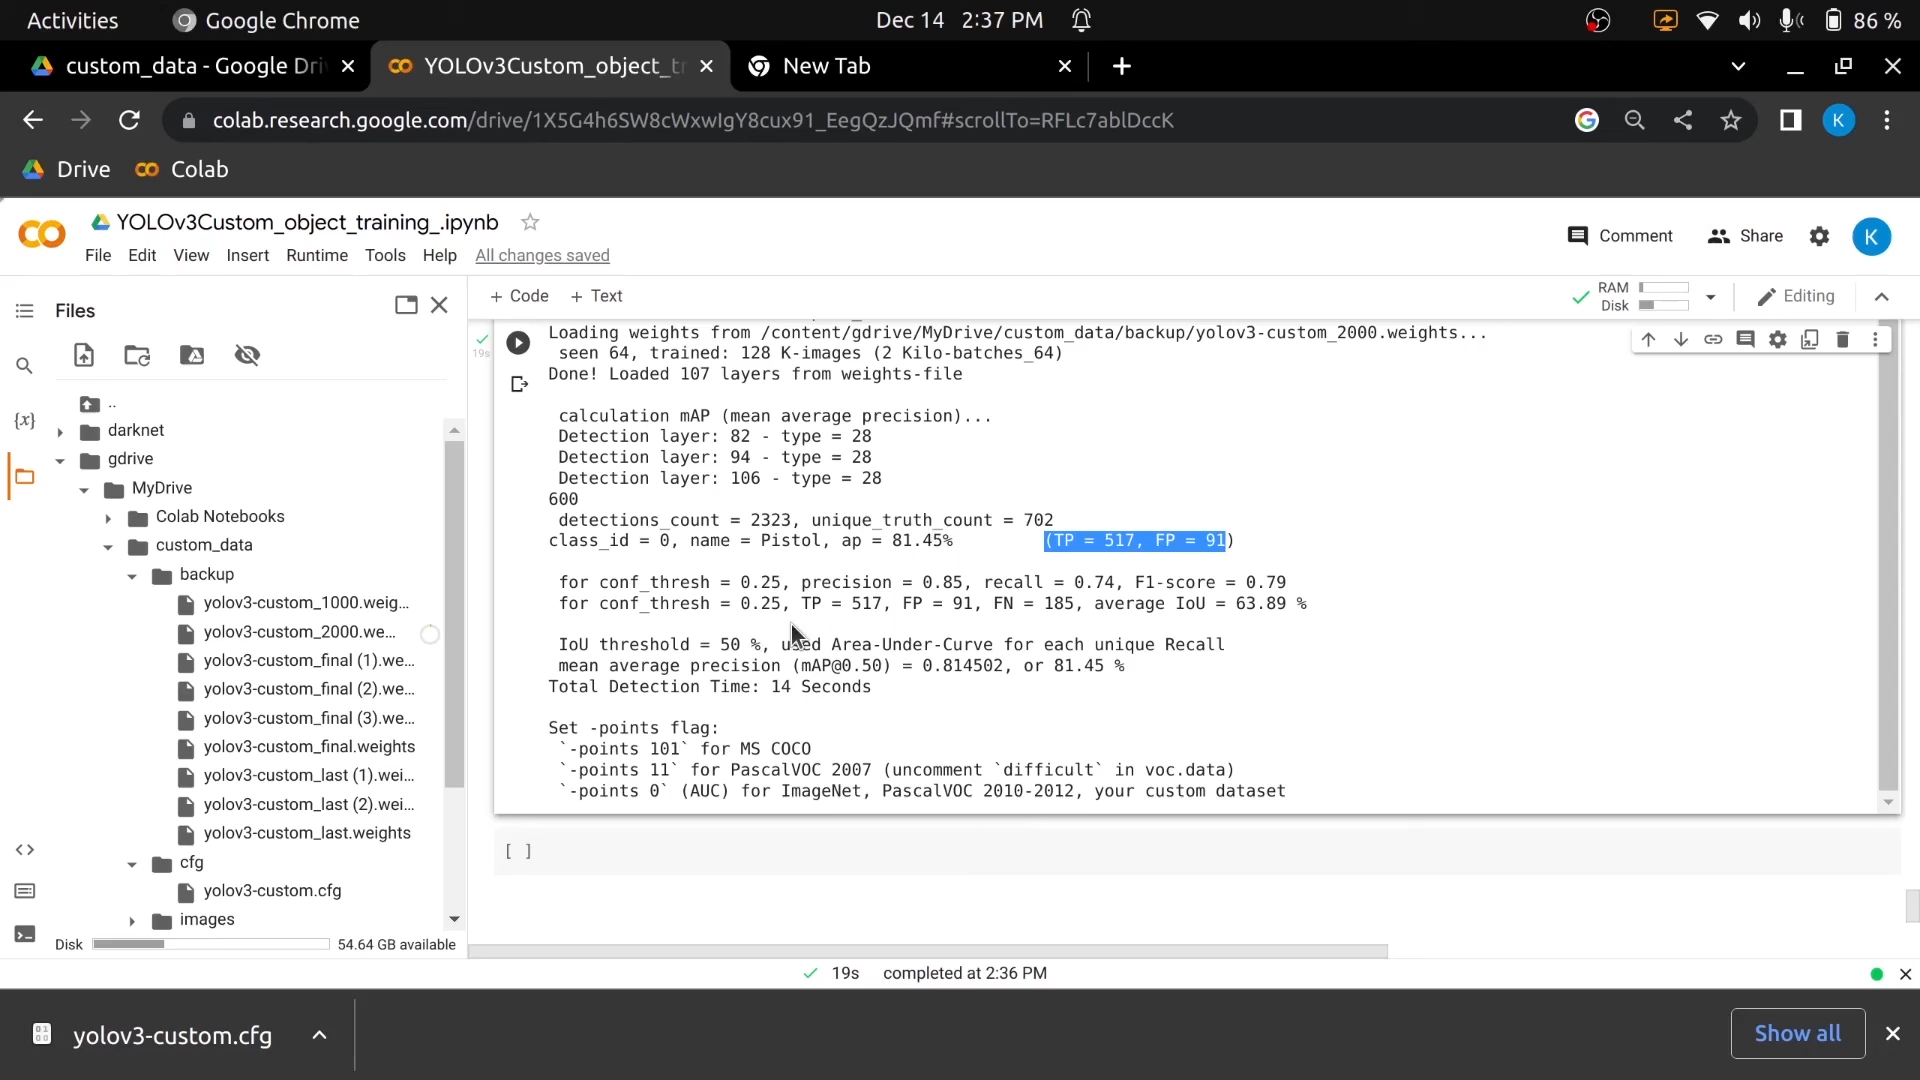 Activities Google Chrome Dec 14 2:37 PM 86 %
custom_data - Google Dri YOLOv3Custom_object_tr New Tab
colab.research.google.com/drive/1X5G4h6SW8cWxwIgY8cux91_EegQzJQmf#scrollTo=RFLc7ablDccK K
Drive Colab
YOLOv3Custom_object_training_.ipynb
File Edit View Insert Runtime Tools Help All changes saved
Comment Share K
Files
+ Code + Text
RAM
Disk
Editing
..
darknet
gdrive
MyDrive
Colab Notebooks
custom_data
backup
yolov3-custom_1000.weig...
yolov3-custom_2000.we...
yolov3-custom_final (1).we...
yolov3-custom_final (2).we...
yolov3-custom_final (3).we...
yolov3-custom_final.weights
yolov3-custom_last (1).wei...
yolov3-custom_last (2).wei...
yolov3-custom_last.weights
cfg
yolov3-custom.cfg
images
Disk 54.64 GB available
{x}
19s
Loading weights from /content/gdrive/MyDrive/custom_data/backup/yolov3-custom_2000.weights...
seen 64, trained: 128 K-images (2 Kilo-batches_64)
Done! Loaded 107 layers from weights-file
calculation mAP (mean average precision)...
Detection layer: 82 - type = 28
Detection layer: 94 - type = 28
Detection layer: 106 - type = 28
600
detections_count = 2323, unique_truth_count = 702
class_id = 0, name = Pistol, ap = 81.45% (TP = 517, FP = 91)
for conf_thresh = 0.25, precision = 0.85, recall = 0.74, F1-score = 0.79
for conf_thresh = 0.25, TP = 517, FP = 91, FN = 185, average IoU = 63.89 %
IoU threshold = 50 %, used Area-Under-Curve for each unique Recall
mean average precision (mAP@0.50) = 0.814502, or 81.45 %
Total Detection Time: 14 Seconds
Set -points flag:
`-points 101` for MS COCO
`-points 11` for PascalVOC 2007 (uncomment `difficult` in voc.data)
`-points 0` (AUC) for ImageNet, PascalVOC 2010-2012, your custom dataset
[ ]
19s completed at 2:36 PM
yolov3-custom.cfg
Show all